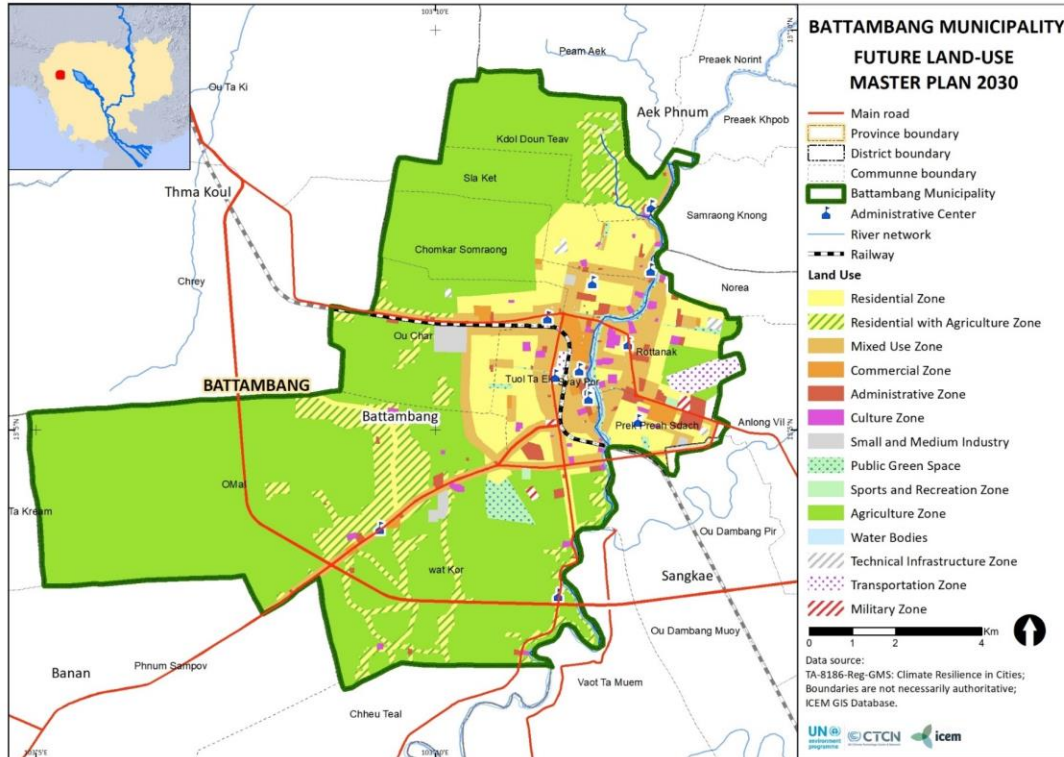 BATTAMBANG MUNICIPALITY
FUTURE LAND-USE
MASTER PLAN 2030
Main road
Province boundary
District boundary
Communne boundary
Battambang Municipality
Administrative Center
River network
Railway
Land Use
Residential Zone
Residential with Agriculture Zone
Mixed Use Zone
Commercial Zone
Administrative Zone
Culture Zone
Small and Medium Industry
Public Green Space
Sports and Recreation Zone
Agriculture Zone
Water Bodies
Technical Infrastructure Zone
Transportation Zone
Military Zone
Km
0 1 2 4
Data source:
TA-8186-Reg-GMS: Climate Resilience in Cities;
Boundaries are not necessarily authoritative;
ICEM GIS Database.
UN
environment
programme
CTCN
icem
Peam Aek
Preaek Norint
Ou Ta Ki
Aek Phnum
Preaek Khpob
Kdol Doun Teav
Sla Ket
Thma Koul
Samraong Knong
Chomkar Somraong
Chrey
Norea
Ou Char
Rottanak
BATTAMBANG
Battambang
Prek Preah Sdach
Anlong Vil
OMal
Ta Kream
Ou Dambang Pir
wat Kor
Sangkae
Ou Dambang Muoy
Banan
Phnum Sampov
Vaot Ta Muem
Chheu Teal